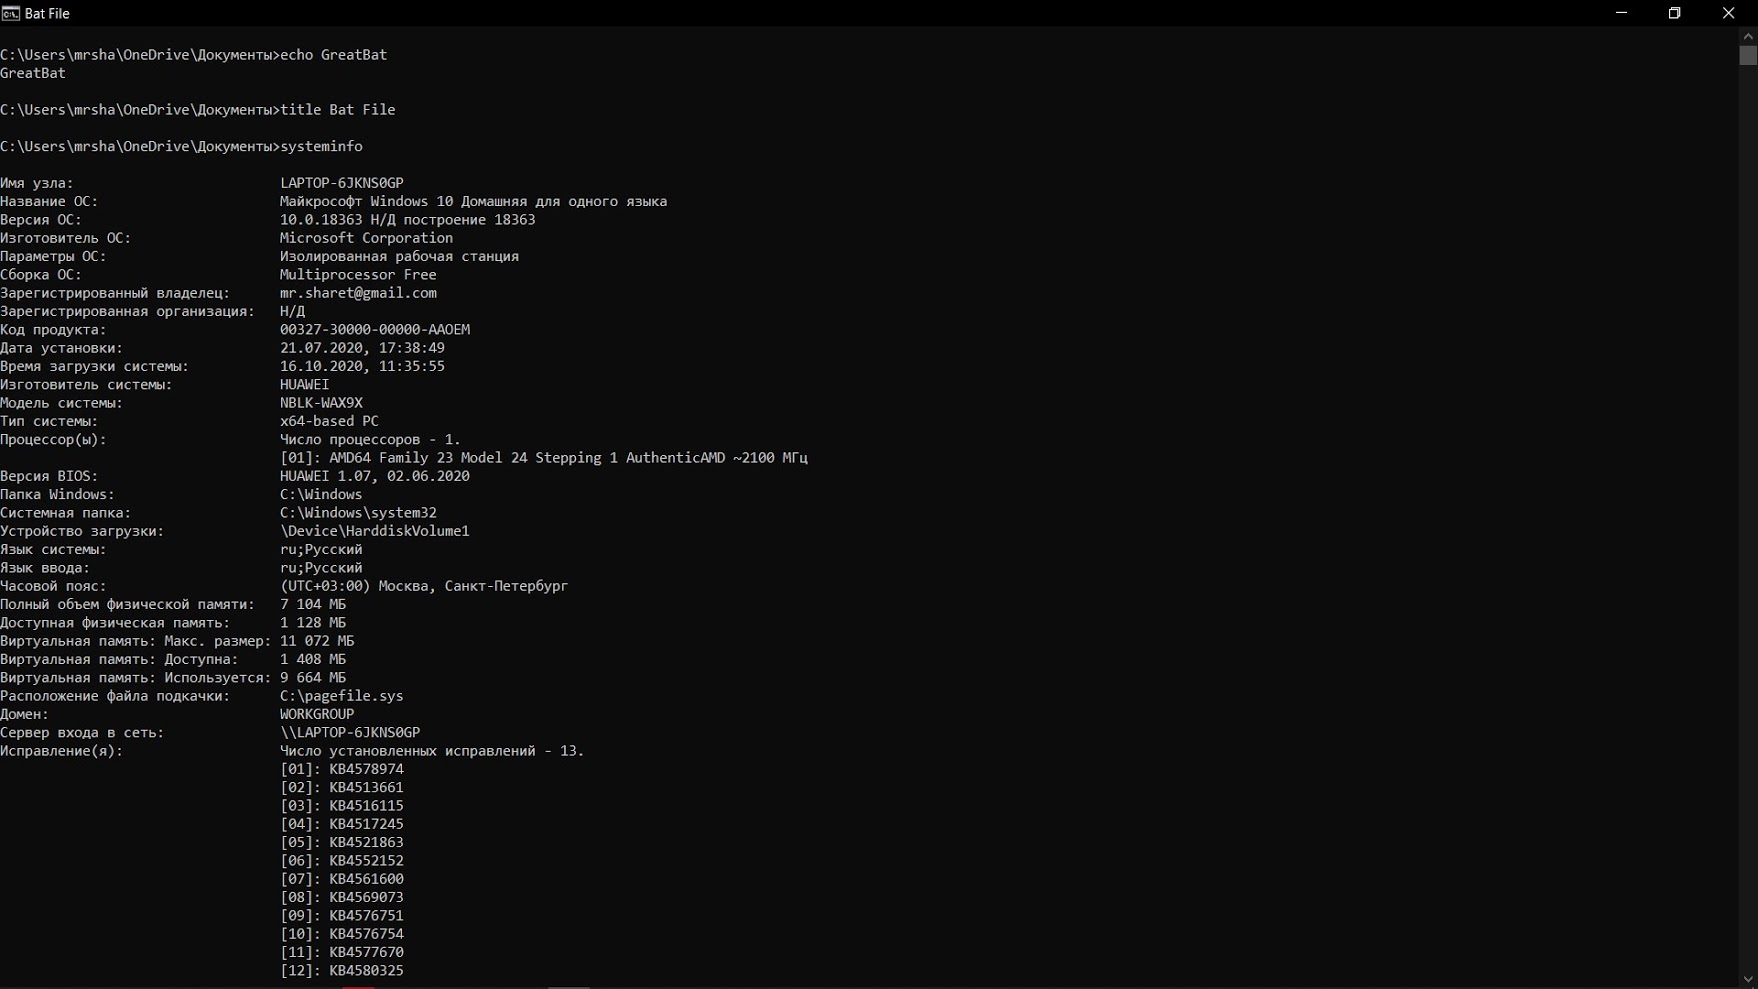 Bat File
C:\Users\mrsha\OneDrive\Документы>echo GreatBat
GreatBat
C:\Users\mrsha\OneDrive\Документы>title Bat File
C:\Users\mrsha\OneDrive\Документы>systeminfo
Имя узла: LAPTOP-6JKNS0GP
Название ОС: Майкрософт Windows 10 Домашняя для одного языка
Версия ОС: 10.0.18363 Н/Д построение 18363
Изготовитель ОС: Microsoft Corporation
Параметры ОС: Изолированная рабочая станция
Сборка ОС: Multiprocessor Free
Зарегистрированный владелец: mr.sharet@gmail.com
Зарегистрированная организация: Н/Д
Код продукта: 00327-30000-00000-AAOEM
Дата установки: 21.07.2020, 17:38:49
Время загрузки системы: 16.10.2020, 11:35:55
Изготовитель системы: HUAWEI
Модель системы: NBLK-WAX9X
Тип системы: x64-based PC
Процессор(ы): Число процессоров - 1.
[01]: AMD64 Family 23 Model 24 Stepping 1 AuthenticAMD ~2100 МГц
Версия BIOS: HUAWEI 1.07, 02.06.2020
Папка Windows: C:\Windows
Системная папка: C:\Windows\system32
Устройство загрузки: \Device\HarddiskVolume1
Язык системы: ru;Русский
Язык ввода: ru;Русский
Часовой пояс: (UTC+03:00) Москва, Санкт-Петербург
Полный объем физической памяти: 7 104 МБ
Доступная физическая память: 1 128 МБ
Виртуальная память: Макс. размер: 11 072 МБ
Виртуальная память: Доступна: 1 408 МБ
Виртуальная память: Используется: 9 664 МБ
Расположение файла подкачки: C:\pagefile.sys
Домен: WORKGROUP
Сервер входа в сеть: \\LAPTOP-6JKNS0GP
Исправление(я): Число установленных исправлений - 13.
[01]: KB4578974
[02]: KB4513661
[03]: KB4516115
[04]: KB4517245
[05]: KB4521863
[06]: KB4552152
[07]: KB4561600
[08]: KB4569073
[09]: KB4576751
[10]: KB4576754
[11]: KB4577670
[12]: KB4580325